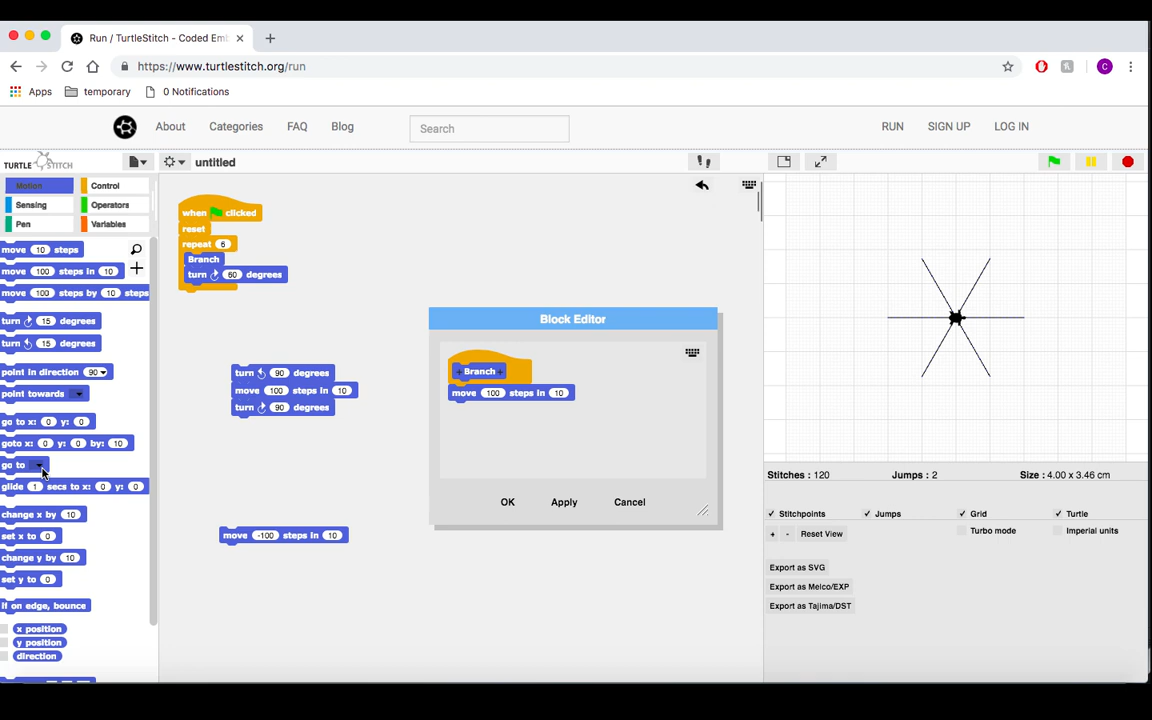 Run / TurtleStitch - Coded Em
https://www.turtlestitch.org/run
C
Apps
temporary
0 Notifications
About
Categories
FAQ
Blog
Search
RUN
SIGN UP
LOG IN
TURTLE STITCH
untitled
Motion
Control
Sensing
Operators
Pen
Variables
move 10 steps
move 100 steps in 10
move 100 steps by 10 steps
turn 15 degrees
turn 15 degrees
point in direction 90
point towards
go to x: 0 y: 0
goto x: 0 y: 0 by: 10
go to
glide 1 secs to x: 0 y: 0
change x by 10
set x to 0
change y by 10
set y to 0
if on edge, bounce
x position
y position
direction
when clicked
reset
repeat 6
Branch
turn 60 degrees
turn 90 degrees
move 100 steps in 10
turn 90 degrees
move -100 steps in 10
Block Editor
+ Branch +
move 100 steps in 10
OK
Apply
Cancel
Stitches : 120
Jumps : 2
Size : 4.00 x 3.46 cm
Stitchpoints
Jumps
Grid
Turtle
+
-
Reset View
Turbo mode
Imperial units
Export as SVG
Export as Melco/EXP
Export as Tajima/DST